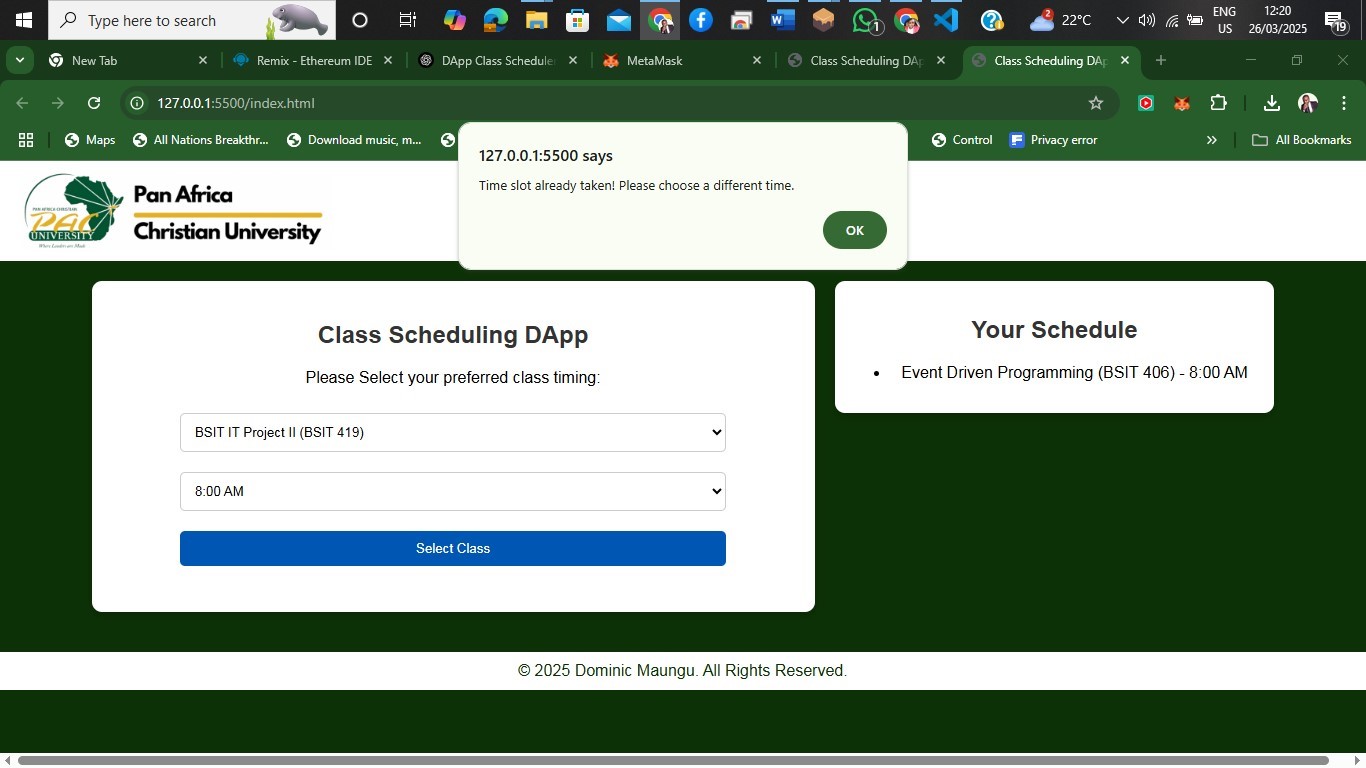 Type here to search
2
22°C
ENG
US
12:20
26/03/2025
19
1
New Tab
Remix - Ethereum IDE
DApp Class Schedule
MetaMask
Class Scheduling DAp
Class Scheduling DAp
127.0.0.1:5500/index.html
Maps
All Nations Breakthr...
Download music, m...
Control
Privacy error
All Bookmarks
127.0.0.1:5500 says
Time slot already taken! Please choose a different time.
OK
PAN AFRICA CHRISTIAN
PAC
UNIVERSITY
Where Leaders are Made
Pan Africa
Christian University
Class Scheduling DApp
Please Select your preferred class timing:
BSIT IT Project II (BSIT 419)
8:00 AM
Select Class
Your Schedule
• Event Driven Programming (BSIT 406) - 8:00 AM
© 2025 Dominic Maungu. All Rights Reserved.